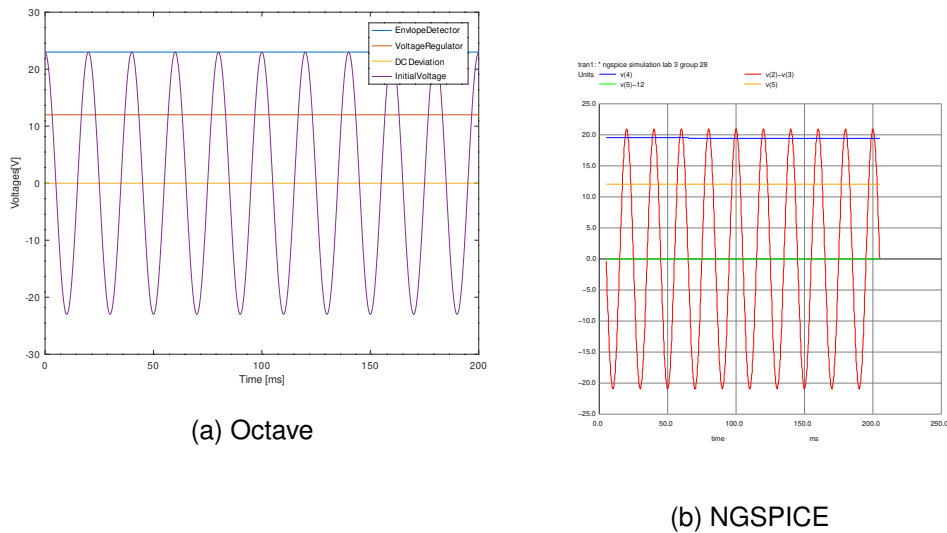 30
20
10
0
-10
-20
-30
Voltages[V]
EnvlopeDetector
VoltageRegulator
DC Deviation
InitialVoltage
0 50 100 150 200
Time [ms]
(a) Octave
tran1: * ngspice simulation lab 3 group 28
Units v(4) v(2)-v(3)
v(5)-12 v(5)
25.0
20.0
15.0
10.0
5.0
0.0
-5.0
-10.0
-15.0
-20.0
-25.0
0.0 50.0 100.0 150.0 200.0 250.0
time ms
(b) NGSPICE